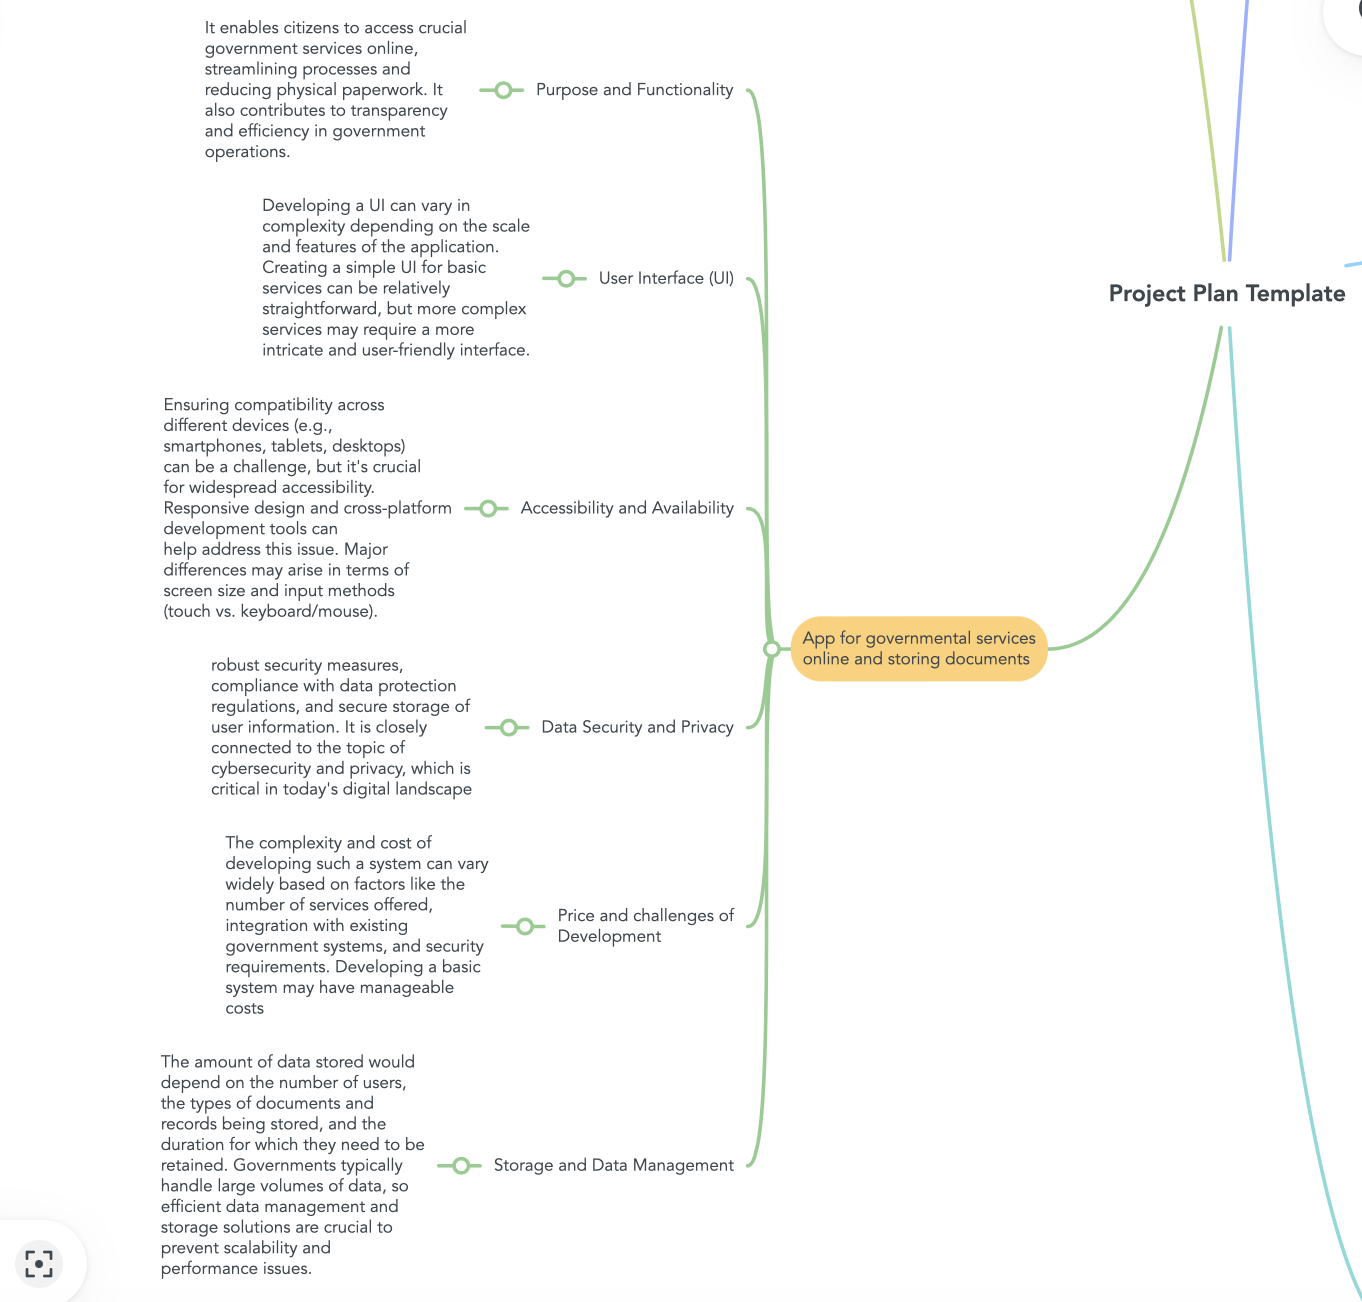 It enables citizens to access crucial
government services online,
streamlining processes and
reducing physical paperwork. It
also contributes to transparency
and efficiency in government
operations.
Purpose and Functionality
Developing a UI can vary in
complexity depending on the scale
and features of the application.
Creating a simple UI for basic
services can be relatively
straightforward, but more complex
services may require a more
intricate and user-friendly interface.
User Interface (UI)
Project Plan Template
Ensuring compatibility across
different devices (e.g.,
smartphones, tablets, desktops)
can be a challenge, but it's crucial
for widespread accessibility.
Responsive design and cross-platform
development tools can
help address this issue. Major
differences may arise in terms of
screen size and input methods
(touch vs. keyboard/mouse).
Accessibility and Availability
App for governmental services
online and storing documents
robust security measures,
compliance with data protection
regulations, and secure storage of
user information. It is closely
connected to the topic of
cybersecurity and privacy, which is
critical in today's digital landscape
Data Security and Privacy
The complexity and cost of
developing such a system can vary
widely based on factors like the
number of services offered,
integration with existing
government systems, and security
requirements. Developing a basic
system may have manageable
costs
Price and challenges of
Development
The amount of data stored would
depend on the number of users,
the types of documents and
records being stored, and the
duration for which they need to be
retained. Governments typically
handle large volumes of data, so
efficient data management and
storage solutions are crucial to
prevent scalability and
performance issues.
Storage and Data Management